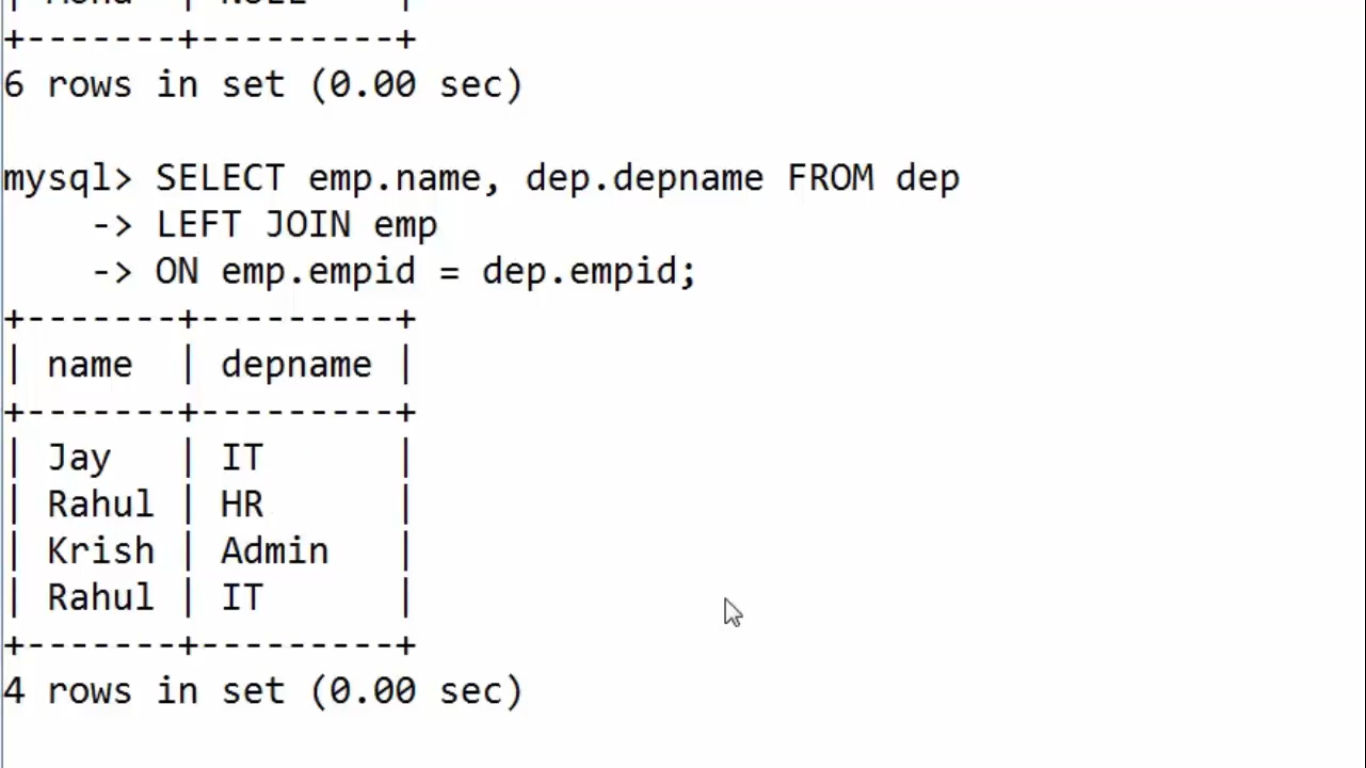 +-------+---------+
6 rows in set (0.00 sec)
mysql> SELECT emp.name, dep.depname FROM dep
    -> LEFT JOIN emp
    -> ON emp.empid = dep.empid;
+-------+---------+
| name  | depname |
+-------+---------+
| Jay   | IT      |
| Rahul | HR      |
| Krish | Admin   |
| Rahul | IT      |
+-------+---------+
4 rows in set (0.00 sec)